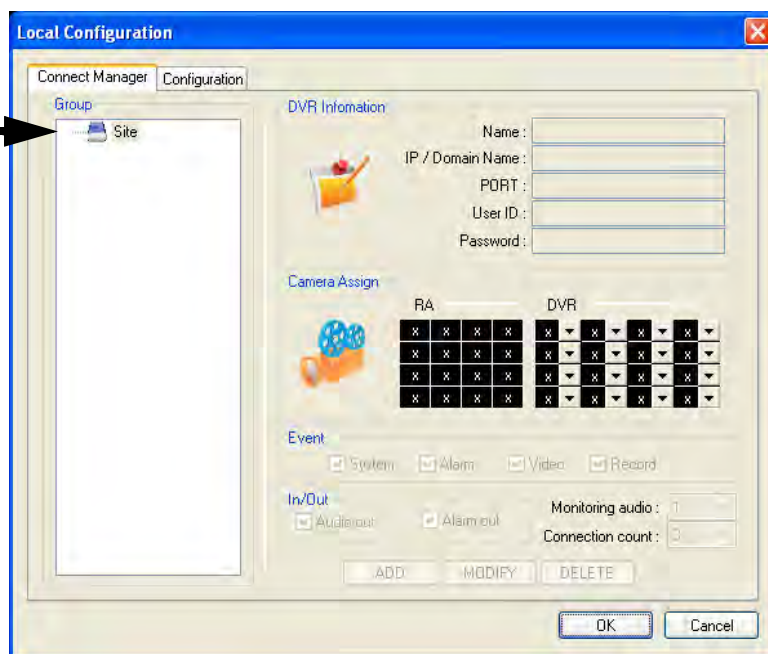 Local Configuration
Connect Manager Configuration
Group
Site
DVR Infomation
Name :
IP / Domain Name :
PORT :
User ID :
Password :
Camera Assign
RA DVR
x x x x x x x x
x x x x x x x x
x x x x x x x x
x x x x x x x x
Event
System Alarm Video Record
In/Out
Audio out Alarm out
Monitoring audio : 1
Connection count :
ADD MODIFY DELETE
OK Cancel